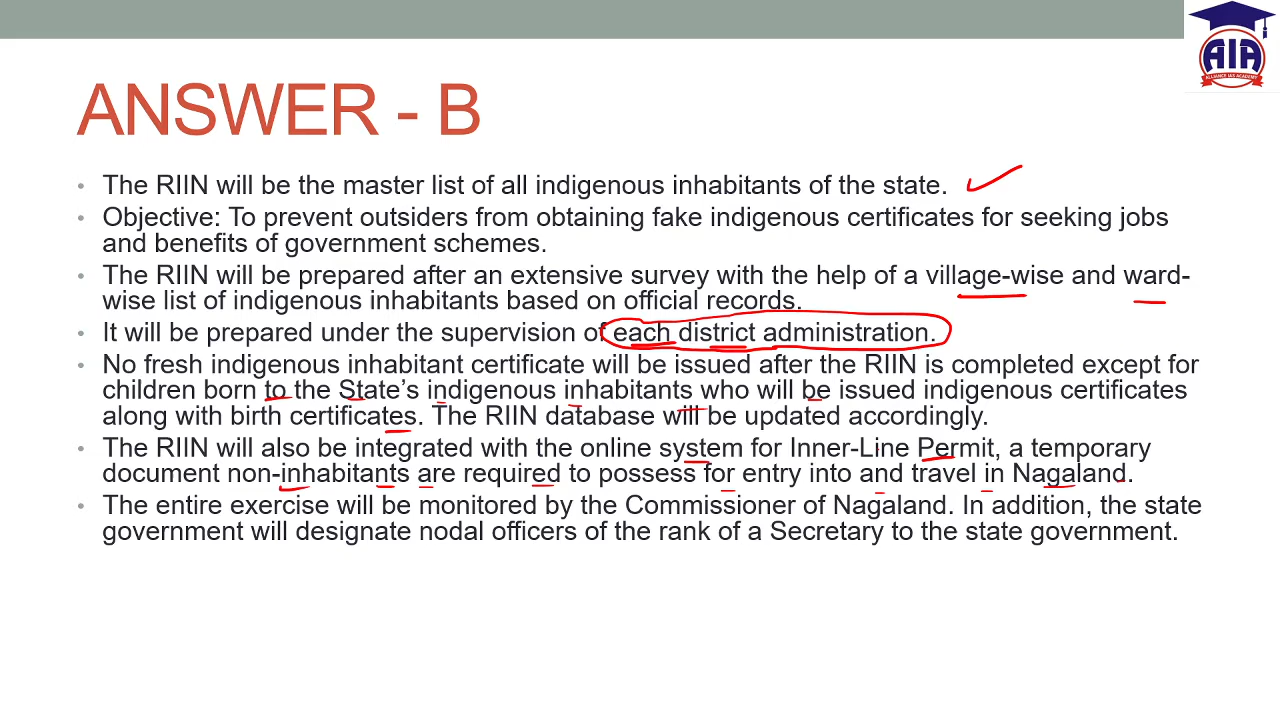 AIA
ALLIANCE IAS ACADEMY
ANSWER - B
• The RIIN will be the master list of all indigenous inhabitants of the state.
• Objective: To prevent outsiders from obtaining fake indigenous certificates for seeking jobs
and benefits of government schemes.
• The RIIN will be prepared after an extensive survey with the help of a village-wise and ward-
wise list of indigenous inhabitants based on official records.
• It will be prepared under the supervision of each district administration.
• No fresh indigenous inhabitant certificate will be issued after the RIIN is completed except for
children born to the State’s indigenous inhabitants who will be issued indigenous certificates
along with birth certificates. The RIIN database will be updated accordingly.
• The RIIN will also be integrated with the online system for Inner-Line Permit, a temporary
document non-inhabitants are required to possess for entry into and travel in Nagaland.
• The entire exercise will be monitored by the Commissioner of Nagaland. In addition, the state
government will designate nodal officers of the rank of a Secretary to the state government.